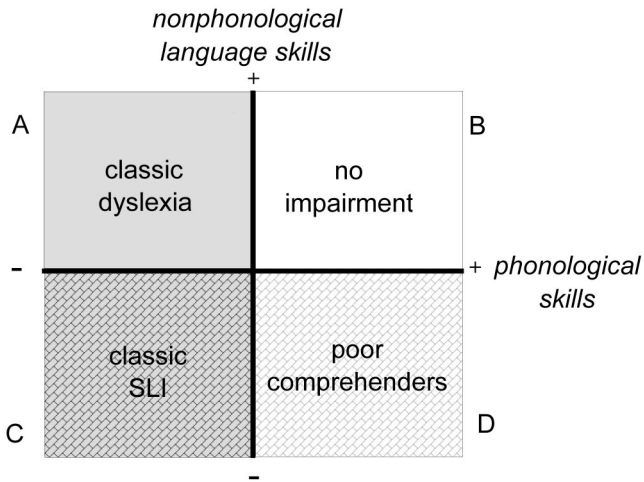 nonphonological
language skills
+
A
B
classic
dyslexia
no
impairment
-
+ phonological
skills
classic
SLI
poor
comprehenders
C
D
-